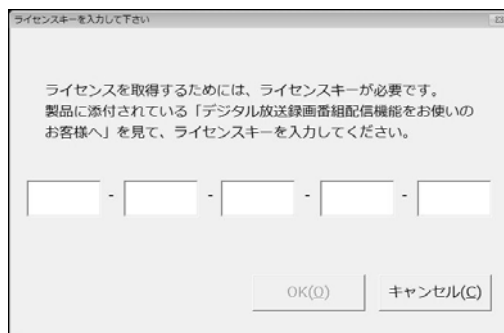 ライセンスキーを入力して下さい
ライセンスを取得するためには、ライセンスキーが必要です。
製品に添付されている「デジタル放送録画番組配信機能をお使いの
お客様へ」を見て、ライセンスキーを入力してください。
- - - -
OK(O) キャンセル(C)